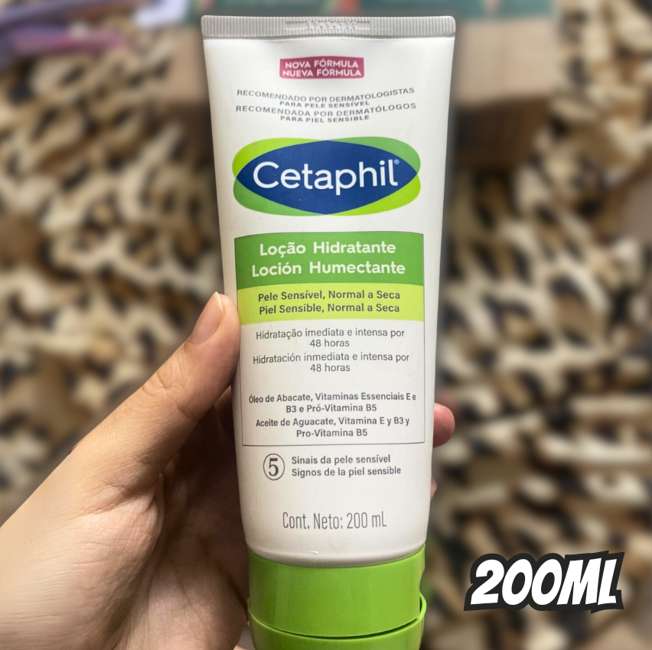 NOVA FÓRMULA
NUEVA FÓRMULA
RECOMENDADO POR DERMATOLOGISTAS
PARA PELE SENSÍVEL
RECOMENDADA POR DERMATÓLOGOS
PARA PIEL SENSIBLE
Cetaphil®
Loção Hidratante
Loción Humectante
Pele Sensível, Normal a Seca
Piel Sensible, Normal a Seca
Hidratação imediata e intensa por
48 horas
Hidratación inmediata e intensa por
48 horas
Óleo de Abacate, Vitaminas Essenciais E e
B3 e Pró-Vitamina B5
Aceite de Aguacate, Vitamina E y B3 y
Pro-Vitamina B5
5 Sinais da pele sensível
Signos de la piel sensible
Cont. Neto: 200 mL
200ML